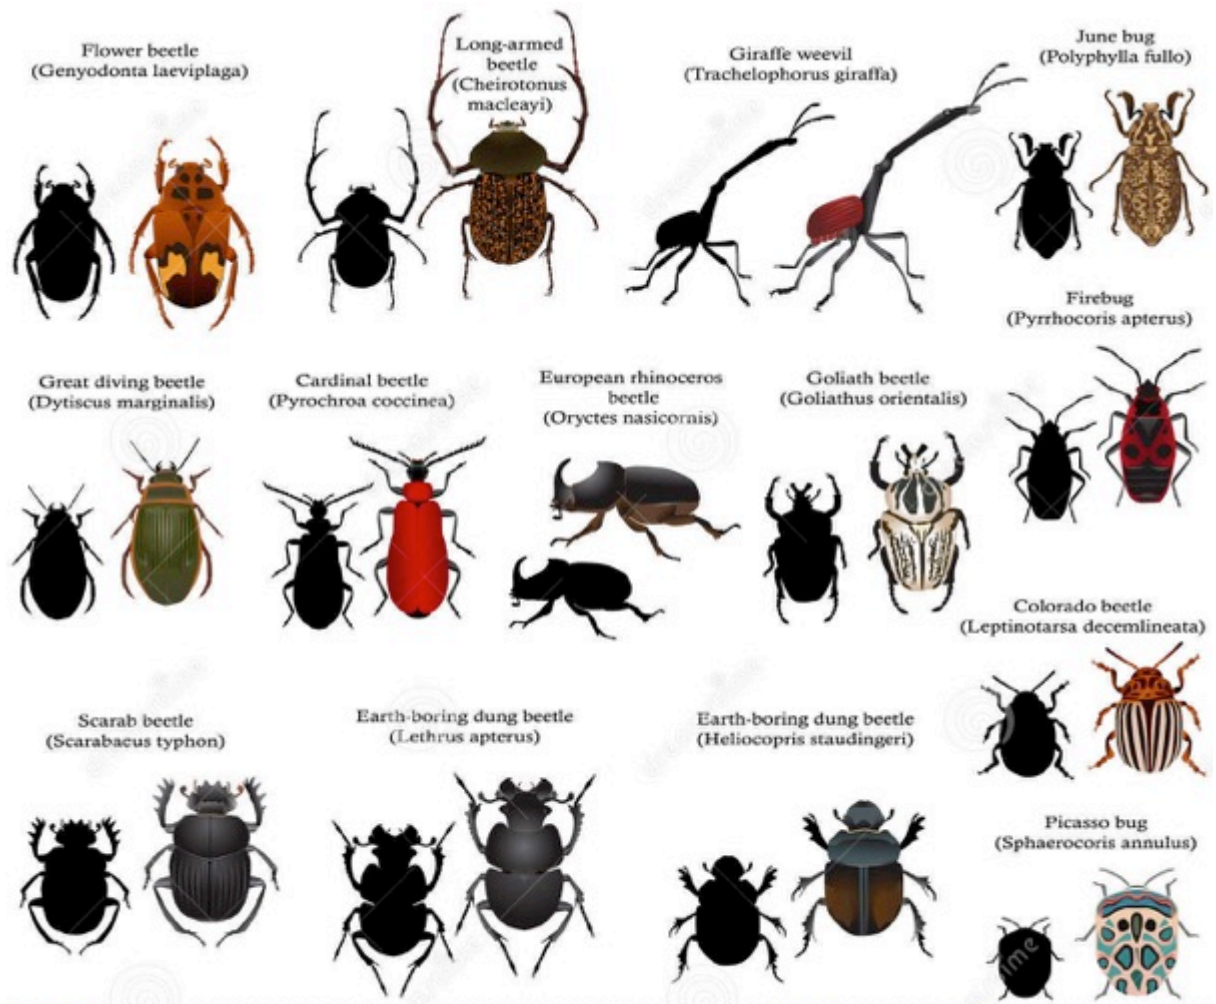 Flower beetle
(Genyodonta laeviplaga)
Long-armed
beetle
(Cheirotonus
macleayi)
Giraffe weevil
(Trachelophorus giraffa)
June bug
(Polyphylla fullo)
Firebug
(Pyrrhocoris apterus)
Great diving beetle
(Dytiscus marginalis)
Cardinal beetle
(Pyrochroa coccinea)
European rhinoceros
beetle
(Oryctes nasicornis)
Goliath beetle
(Goliathus orientalis)
Colorado beetle
(Leptinotarsa decemlineata)
Scarab beetle
(Scarabaeus typhon)
Earth-boring dung beetle
(Lethrus apterus)
Earth-boring dung beetle
(Heliocopris staudingeri)
Picasso bug
(Sphaerocoris annulus)